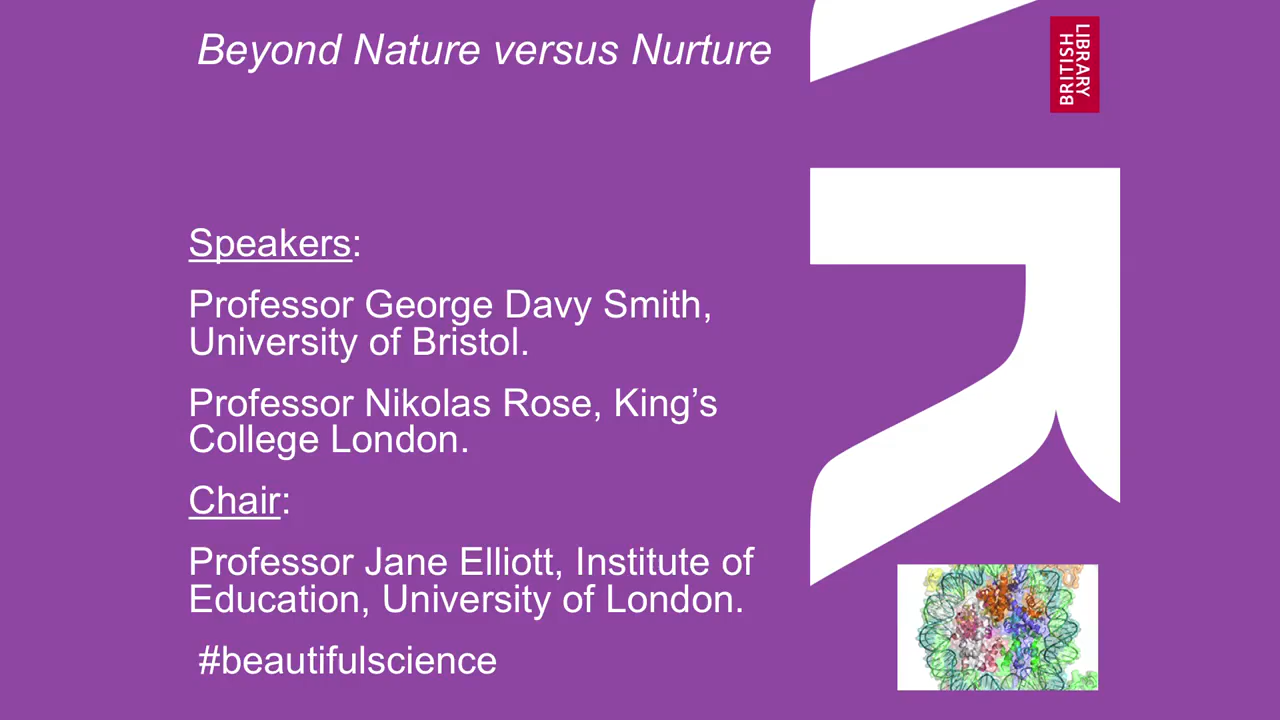 Beyond Nature versus Nurture
LIBRARY
BRITISH
Speakers:
Professor George Davy Smith,
University of Bristol.
Professor Nikolas Rose, King’s
College London.
Chair:
Professor Jane Elliott, Institute of
Education, University of London.
#beautifulscience